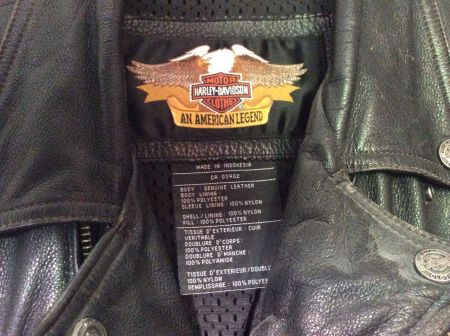 MOTOR
HARLEY-DAVIDSON
CLOTHES
AN AMERICAN LEGEND
MADE IN INDONESIA
CA 03402
BODY : GENUINE LEATHER
BODY LINING :
100% POLYESTER
SLEEVE LINING : 100% NYLON
SHELL / LINING : 100% NYLON
FILL : 100% POLYESTER
TISSUE D'EXTERIEUR : CUIR
VERITABLE
DOUBLURE D'CORPS :
100% POLYESTER
DOUBLURE D'MANCHE :
100% POLYAMIDE
TISSUE D'EXTERIEUR/DOUBLU
100% NYLON
REMPLISSAGE : 100% POLYET